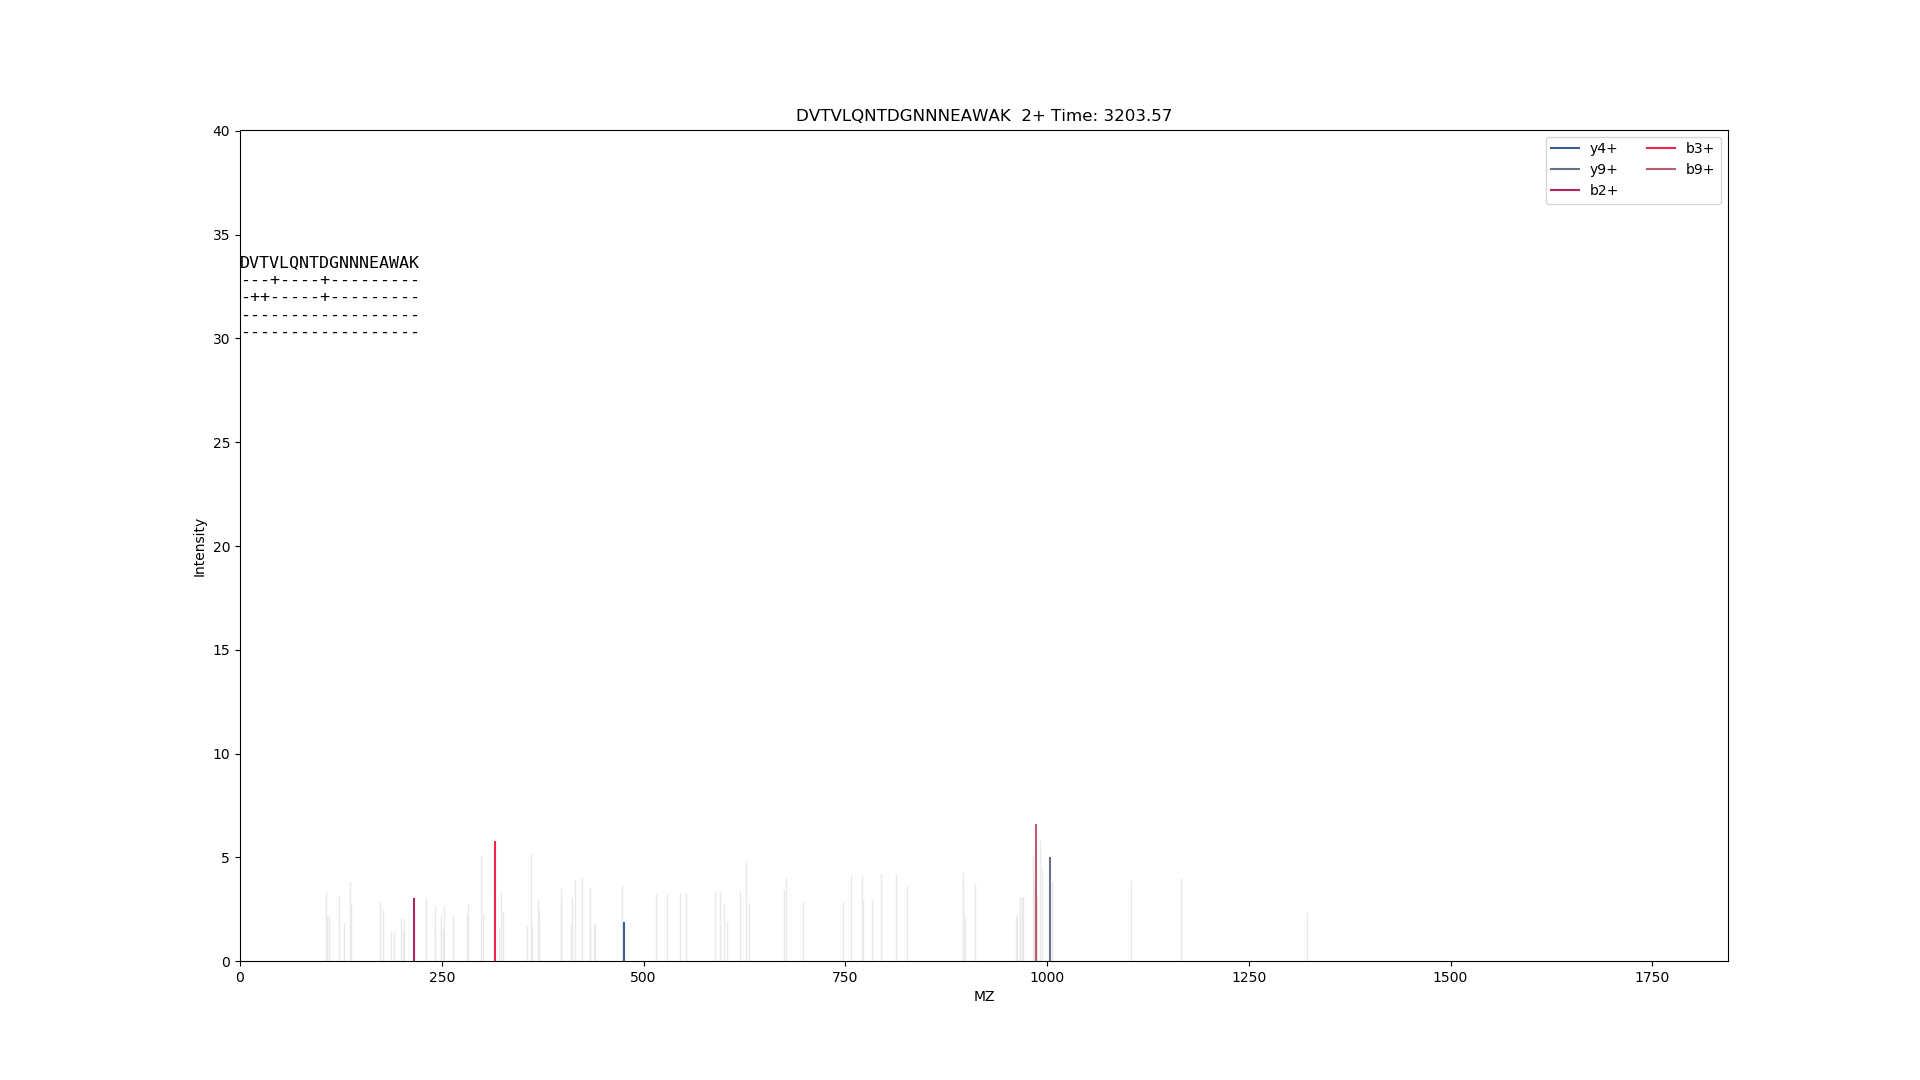 DVTVLQNTDGNNNEAWAK  2+ Time: 3203.57
40
35
30
25
20
15
10
5
0
Intensity
y4+
y9+
b2+
b3+
b9+
DVTVLQNTDGNNNEAWAK
---+----+---------
-++-----+---------
------------------
------------------
0 250 500 750 1000 1250 1500 1750
MZ